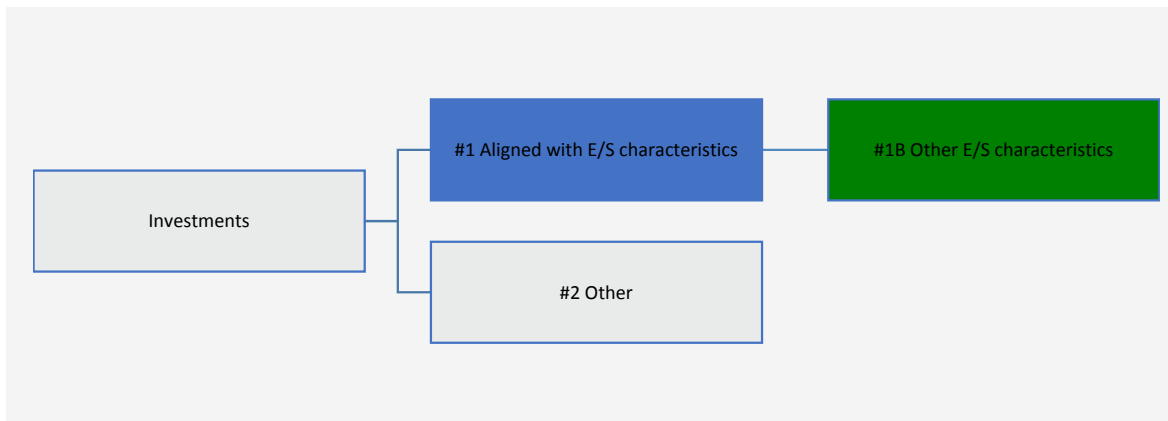 #1 Aligned with E/S characteristics
#1B Other E/S characteristics
Investments
#2 Other